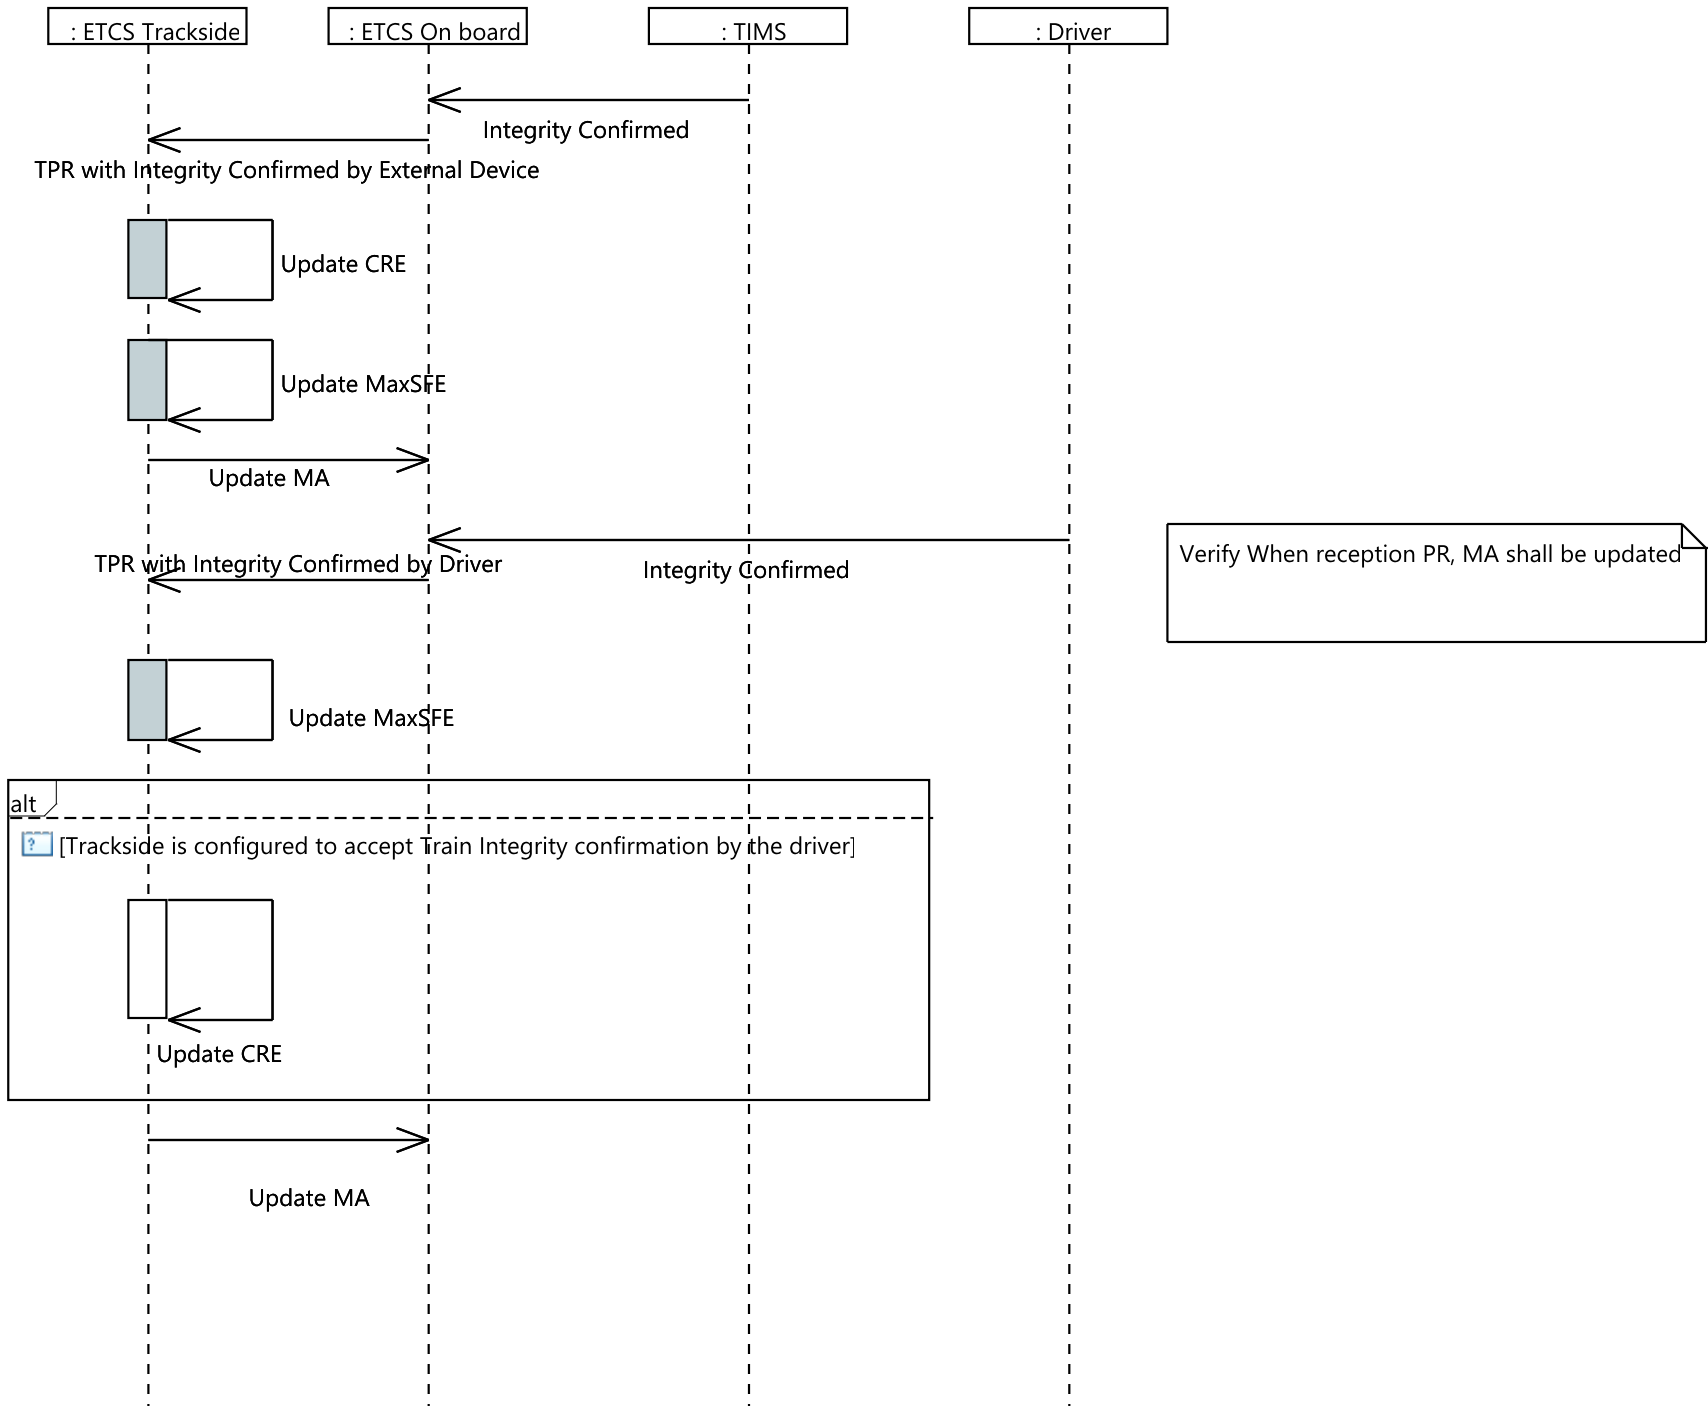 : ETCS Trackside
: ETCS On board
: TIMS
: Driver
Integrity Confirmed
TPR with Integrity Confirmed by External Device
Update CRE
Update MaxSFE
Update MA
Verify When reception PR, MA shall be updated
TPR with Integrity Confirmed by Driver
Integrity Confirmed
Update MaxSFE
alt
? [Trackside is configured to accept Train Integrity confirmation by the driver]
Update CRE
Update MA